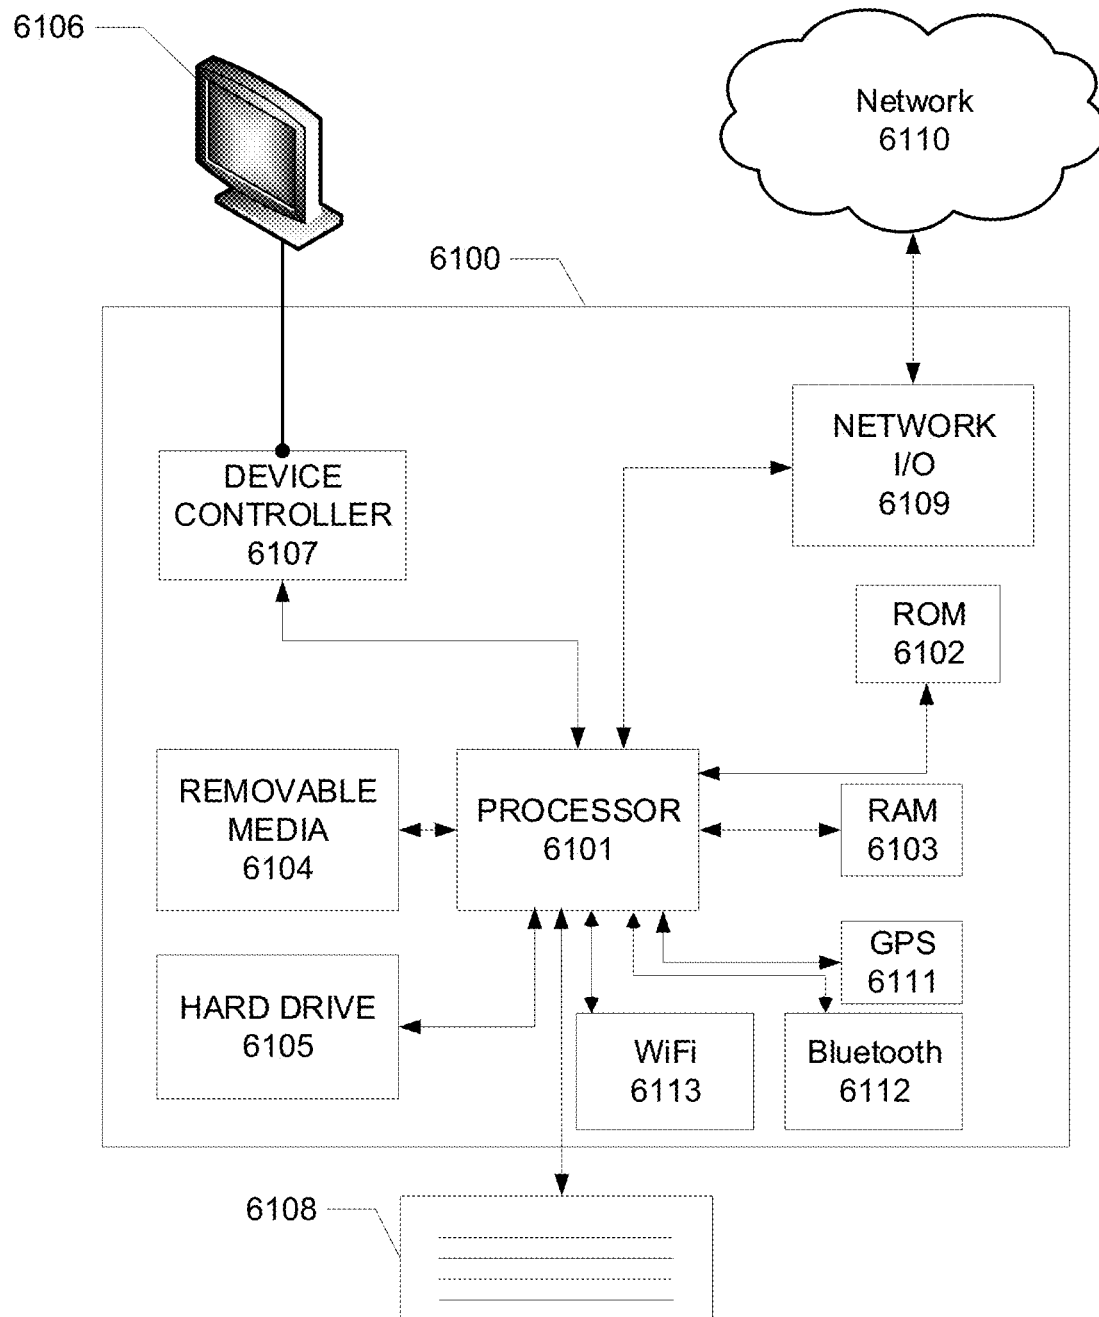 6106
Network
6110
6100
NETWORK
I/O
6109
DEVICE
CONTROLLER
6107
ROM
6102
REMOVABLE
MEDIA
6104
PROCESSOR
6101
RAM
6103
GPS
6111
HARD DRIVE
6105
WiFi
6113
Bluetooth
6112
6108